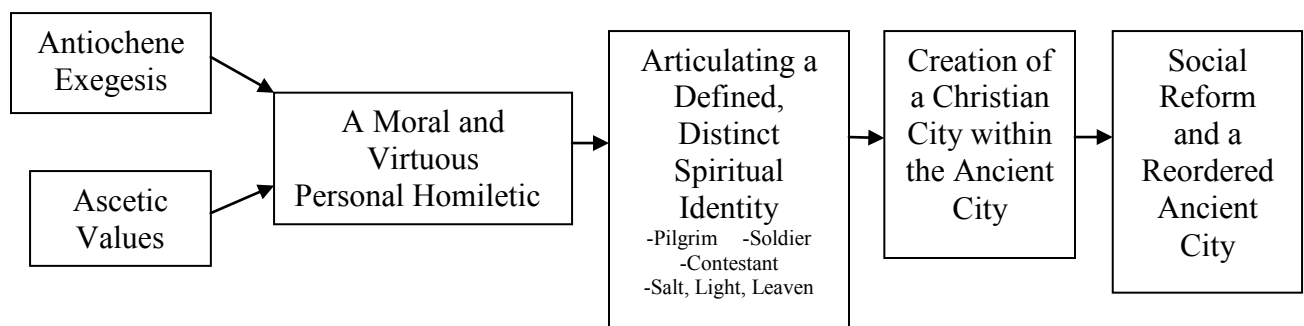 Antiochene
Exegesis
Ascetic
Values
A Moral and
Virtuous
Personal Homiletic
Articulating a
Defined,
Distinct
Spiritual
Identity
-Pilgrim -Soldier
-Contestant
-Salt, Light, Leaven
Creation of
a Christian
City within
the Ancient
City
Social
Reform
and a
Reordered
Ancient
City